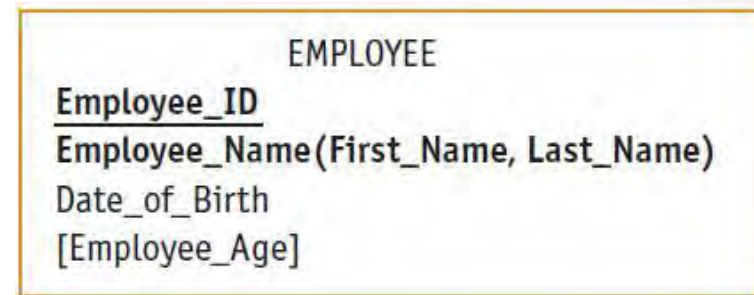 EMPLOYEE
Employee_ID
Employee_Name(First_Name, Last_Name)
Date_of_Birth
[Employee_Age]